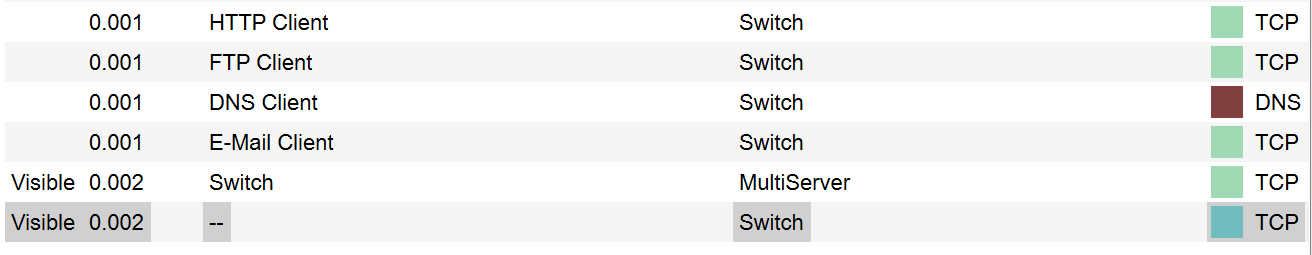 0.001 HTTP Client Switch TCP
0.001 FTP Client Switch TCP
0.001 DNS Client Switch DNS
0.001 E-Mail Client Switch TCP
Visible 0.002 Switch MultiServer TCP
Visible 0.002 -- Switch TCP